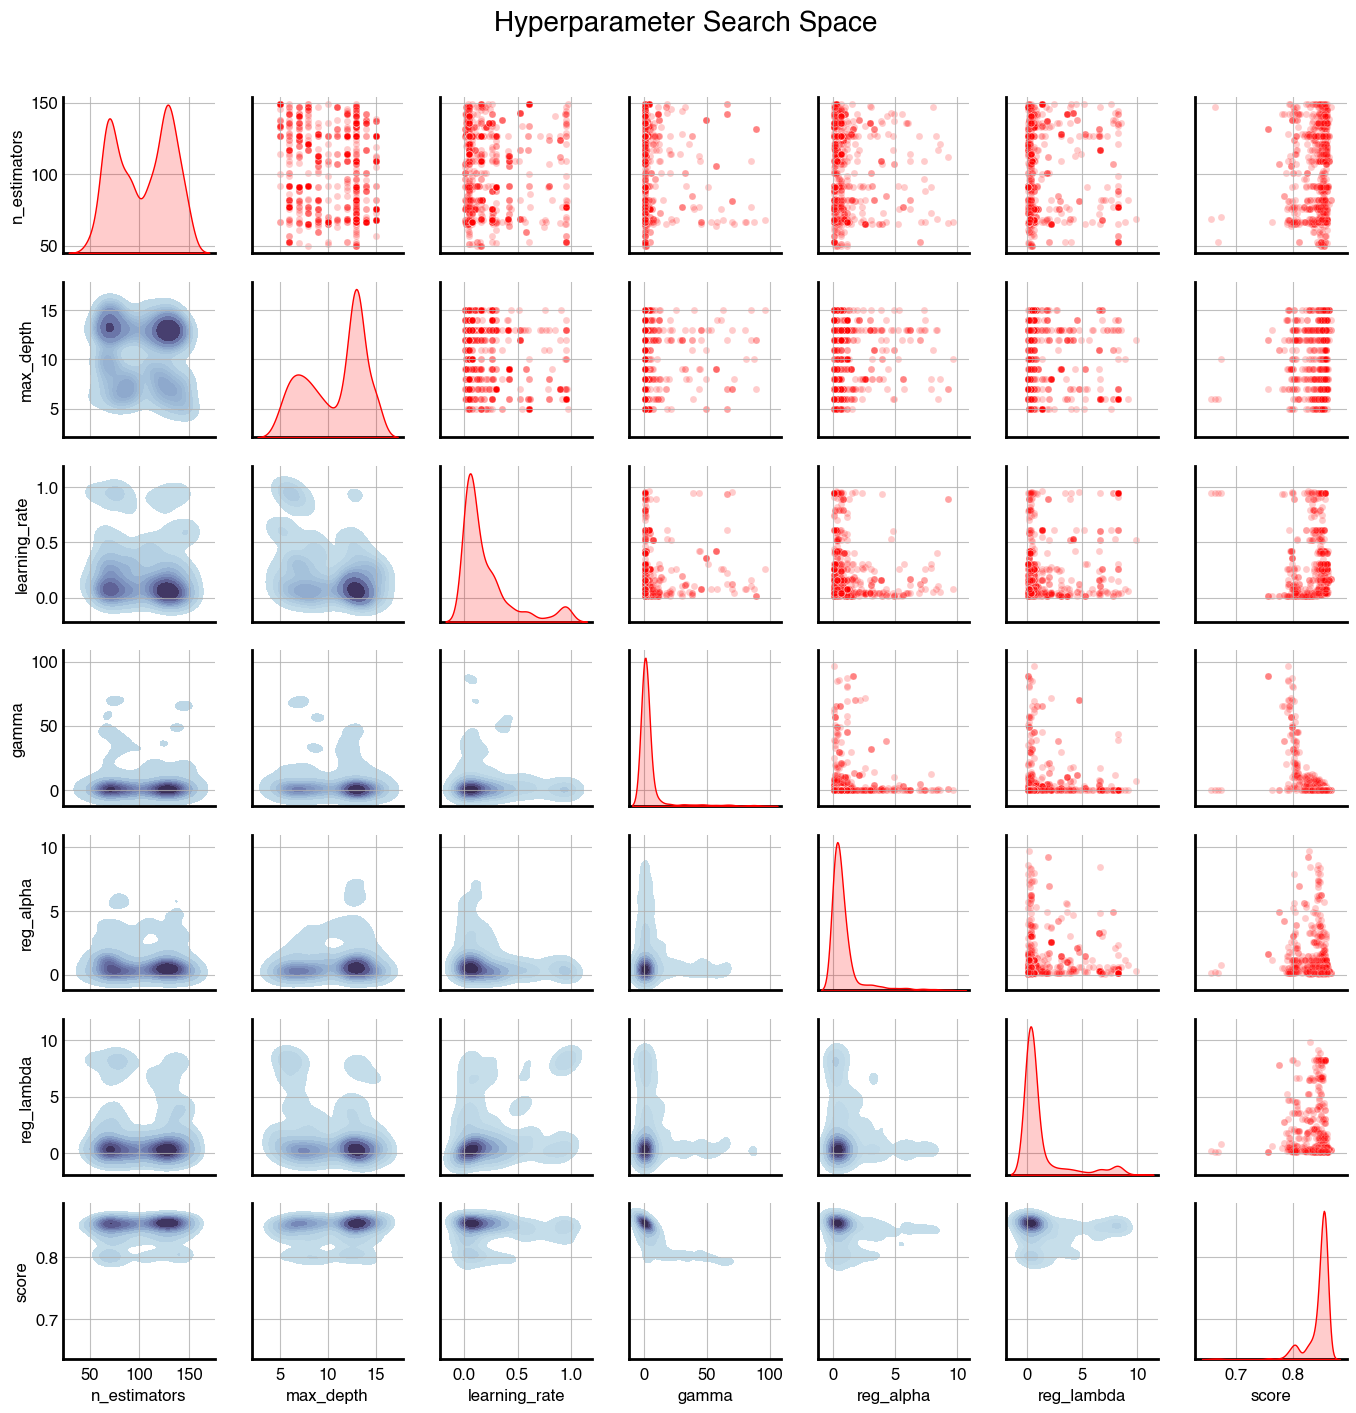 Hyperparameter Search Space
150
100
50
n_estimators
15
10
5
max_depth
1.0
0.5
0.0
learning_rate
100
50
0
gamma
10
5
0
reg_alpha
10
5
0
reg_lambda
0.8
0.7
score
50 100 150 5 10 15 0.0 0.5 1.0 0 50 100 0 5 10 0 5 10 0.7 0.8
n_estimators max_depth learning_rate gamma reg_alpha reg_lambda score